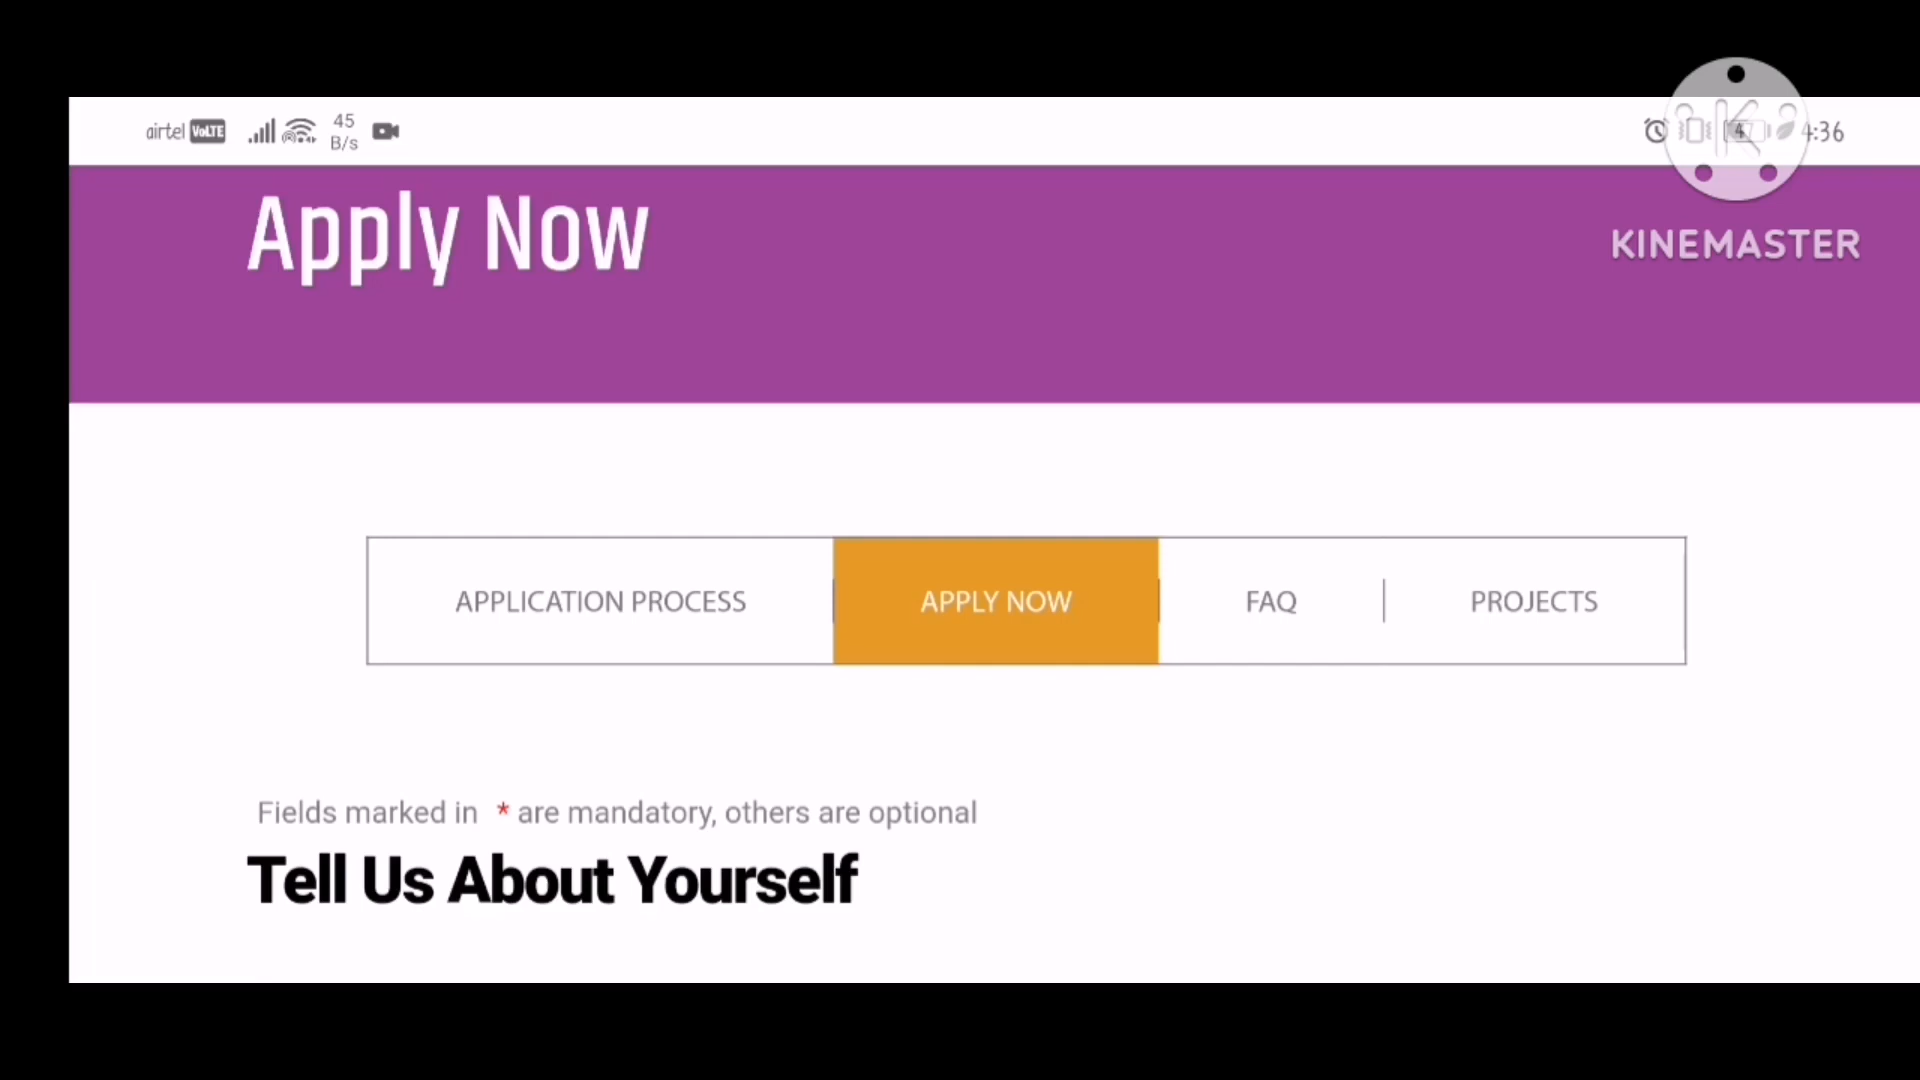 airtel VoLTE 45 B/s 4:36
KINEMASTER
Apply Now
APPLICATION PROCESS APPLY NOW FAQ PROJECTS
Fields marked in * are mandatory, others are optional
Tell Us About Yourself